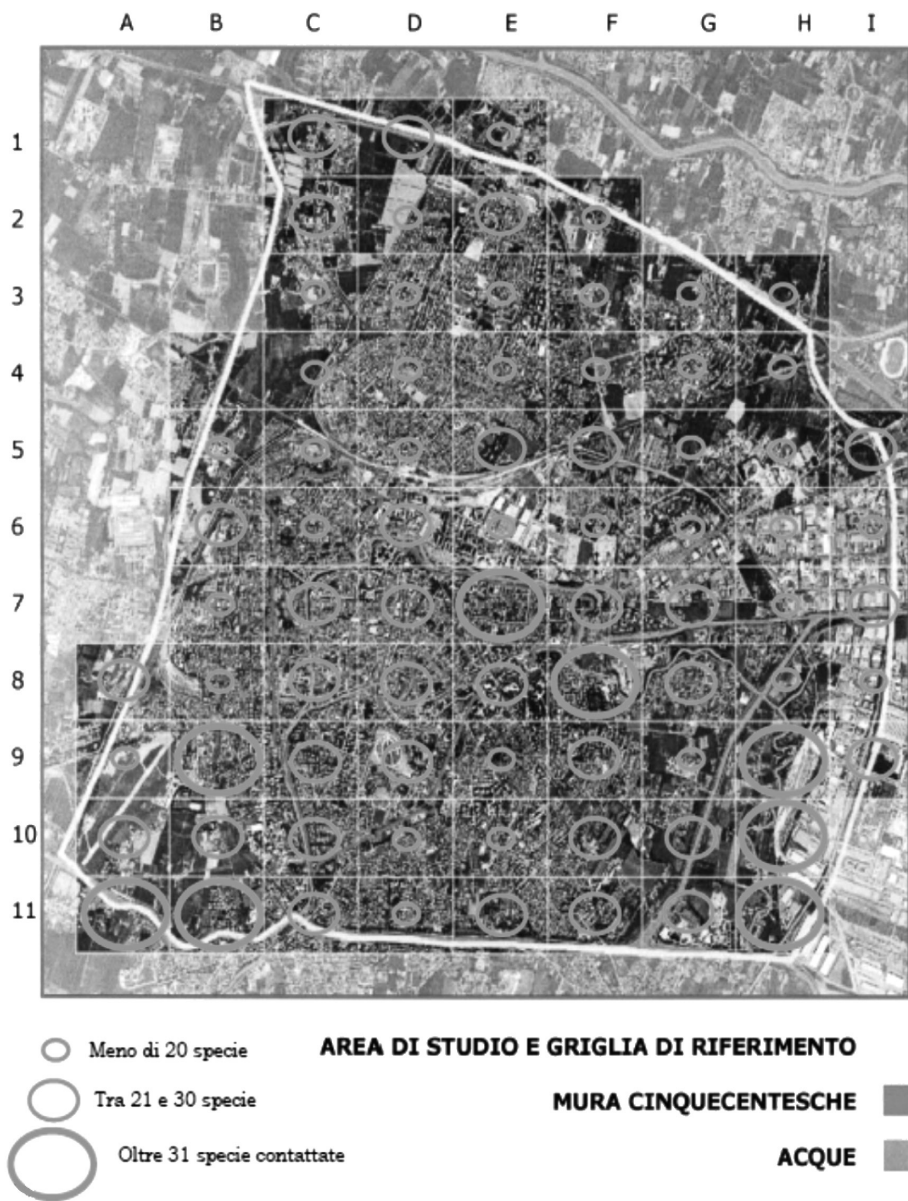 A B C D E F G H I
1
2
3
4
5
6
7
8
9
10
11
Meno di 20 specie
AREA DI STUDIO E GRIGLIA DI RIFERIMENTO
Tra 21 e 30 specie
MURA CINQUECENTESCHE
Oltre 31 specie contattate
ACQUE